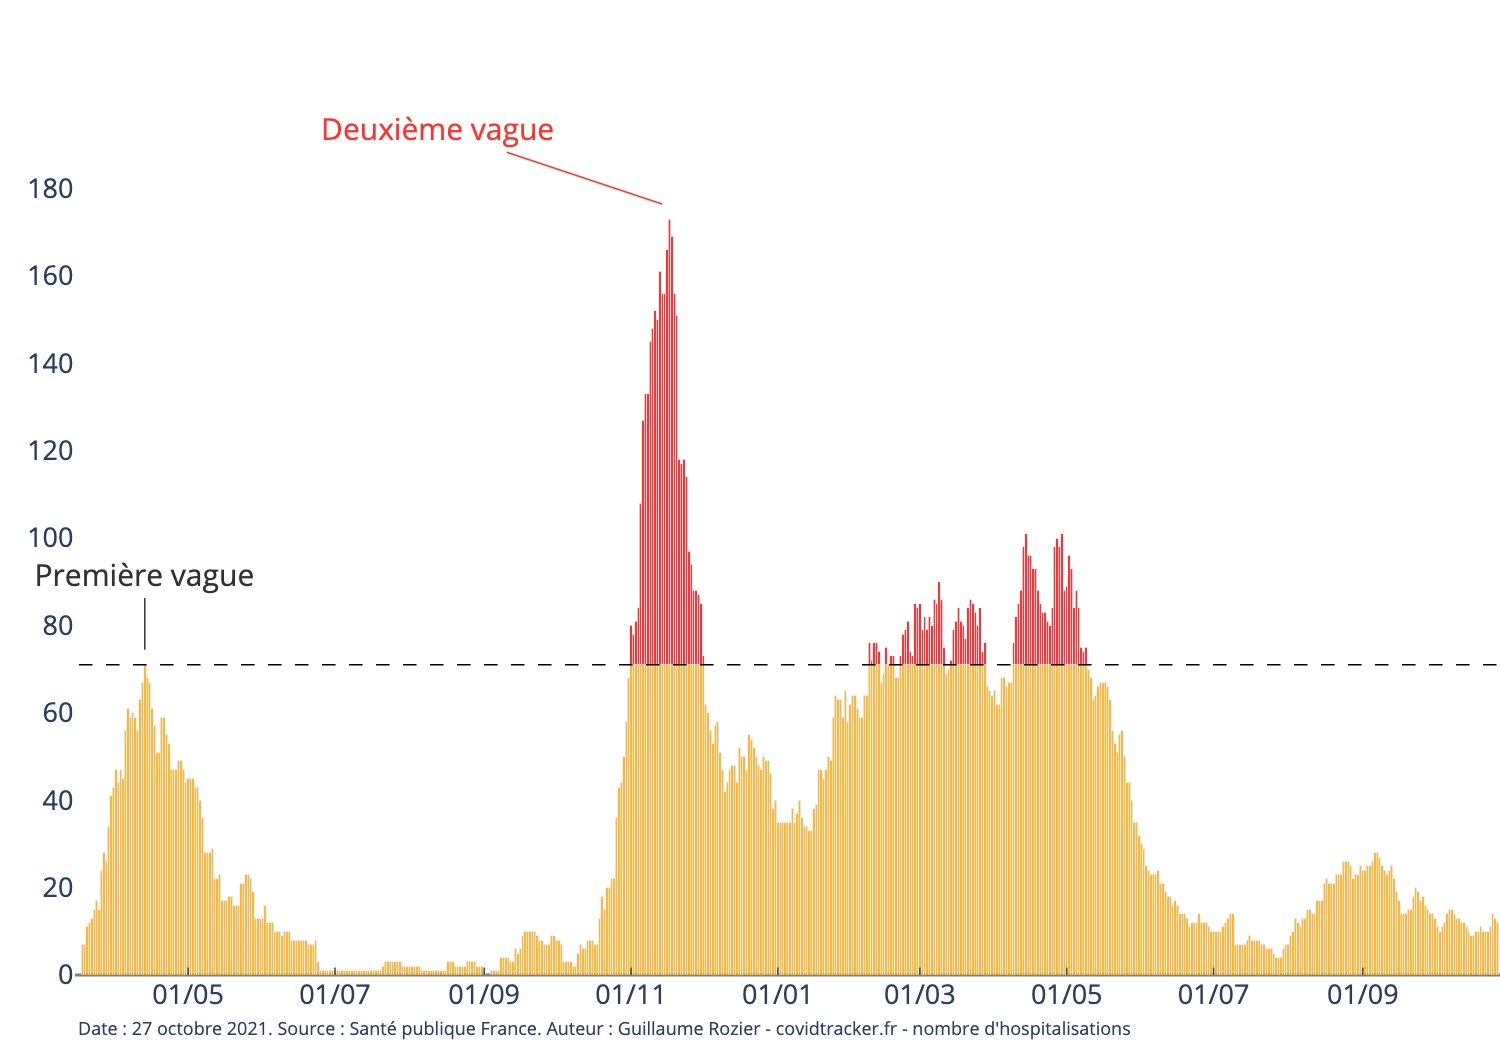 Deuxième vague
180
160
140
120
100
Première vague
80
60
40
20
0
01/05 01/07 01/09 01/11 01/01 01/03 01/05 01/07 01/09
Date : 27 octobre 2021. Source : Santé publique France. Auteur : Guillaume Rozier - covidtracker.fr - nombre d'hospitalisations